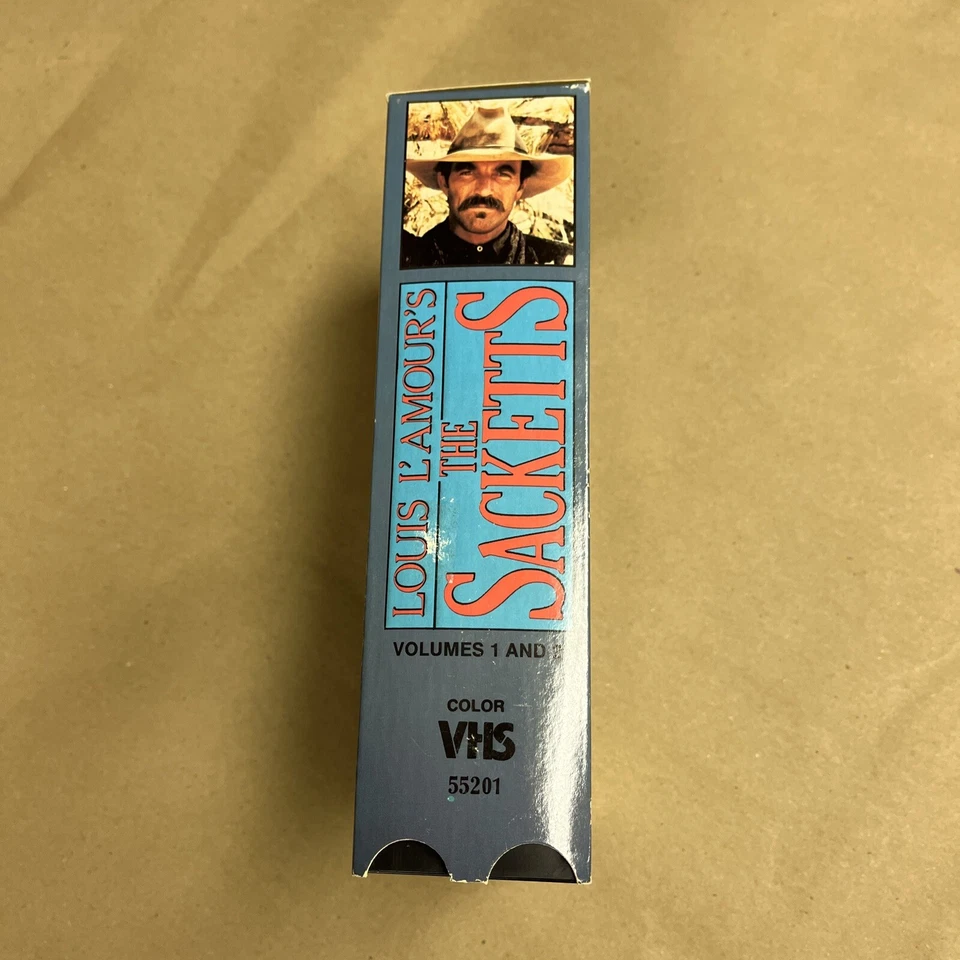 LOUIS L'AMOUR'S
THE
SACKETTS
VOLUMES 1 AND
COLOR
VHS
55201